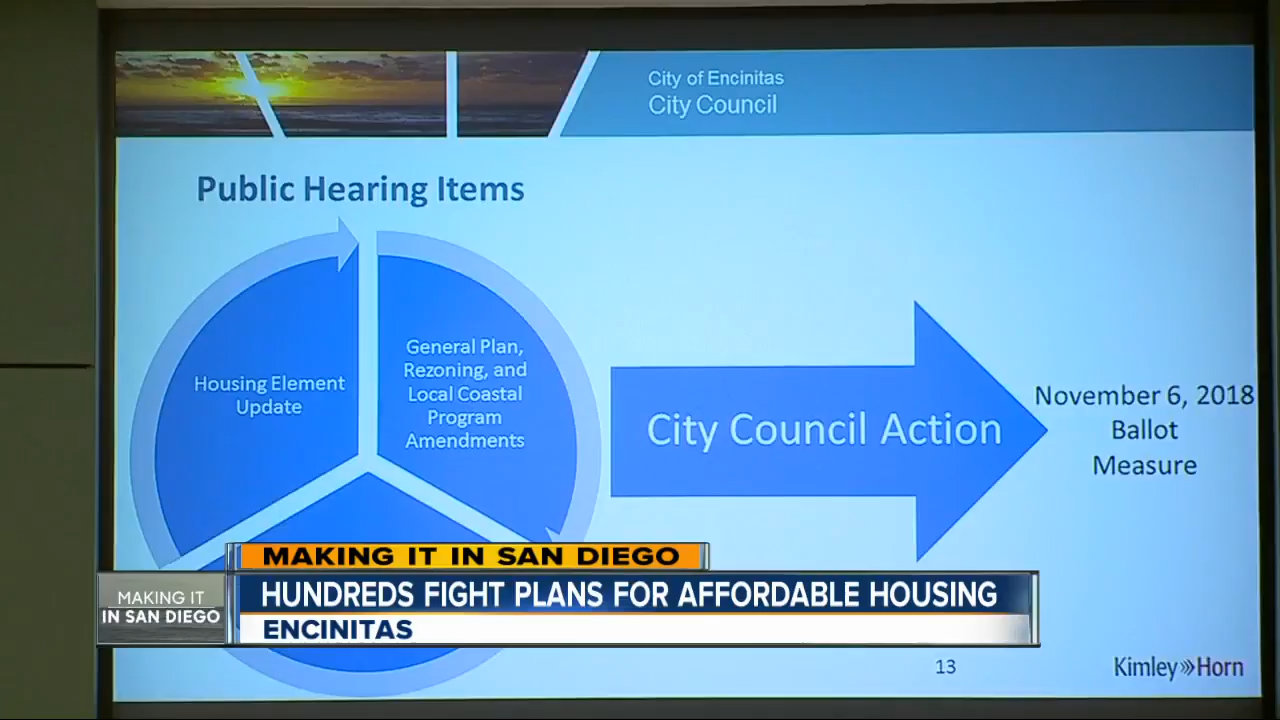 City of Encinitas
City Council
Public Hearing Items
Housing Element
Update
General Plan,
Rezoning, and
Local Coastal
Program
Amendments
City Council Action
November 6, 2018
Ballot
Measure
MAKING IT IN SAN DIEGO
MAKING IT
IN SAN DIEGO
HUNDREDS FIGHT PLANS FOR AFFORDABLE HOUSING
ENCINITAS
13
Kimley»Horn